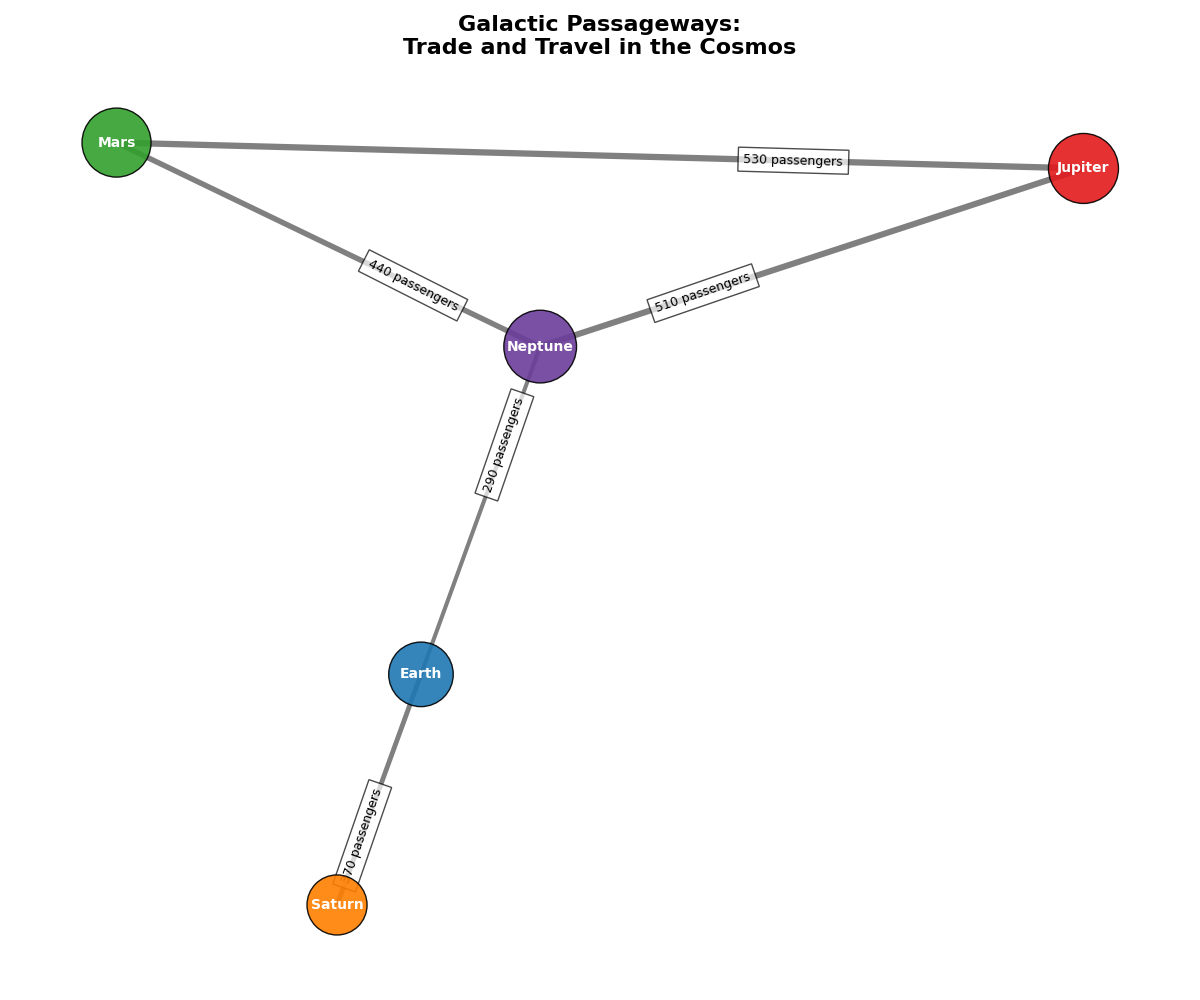 Galactic Passageways:
Trade and Travel in the Cosmos
Mars
530 passengers
Jupiter
440 passengers
510 passengers
Neptune
290 passengers
Earth
passengers
Saturn